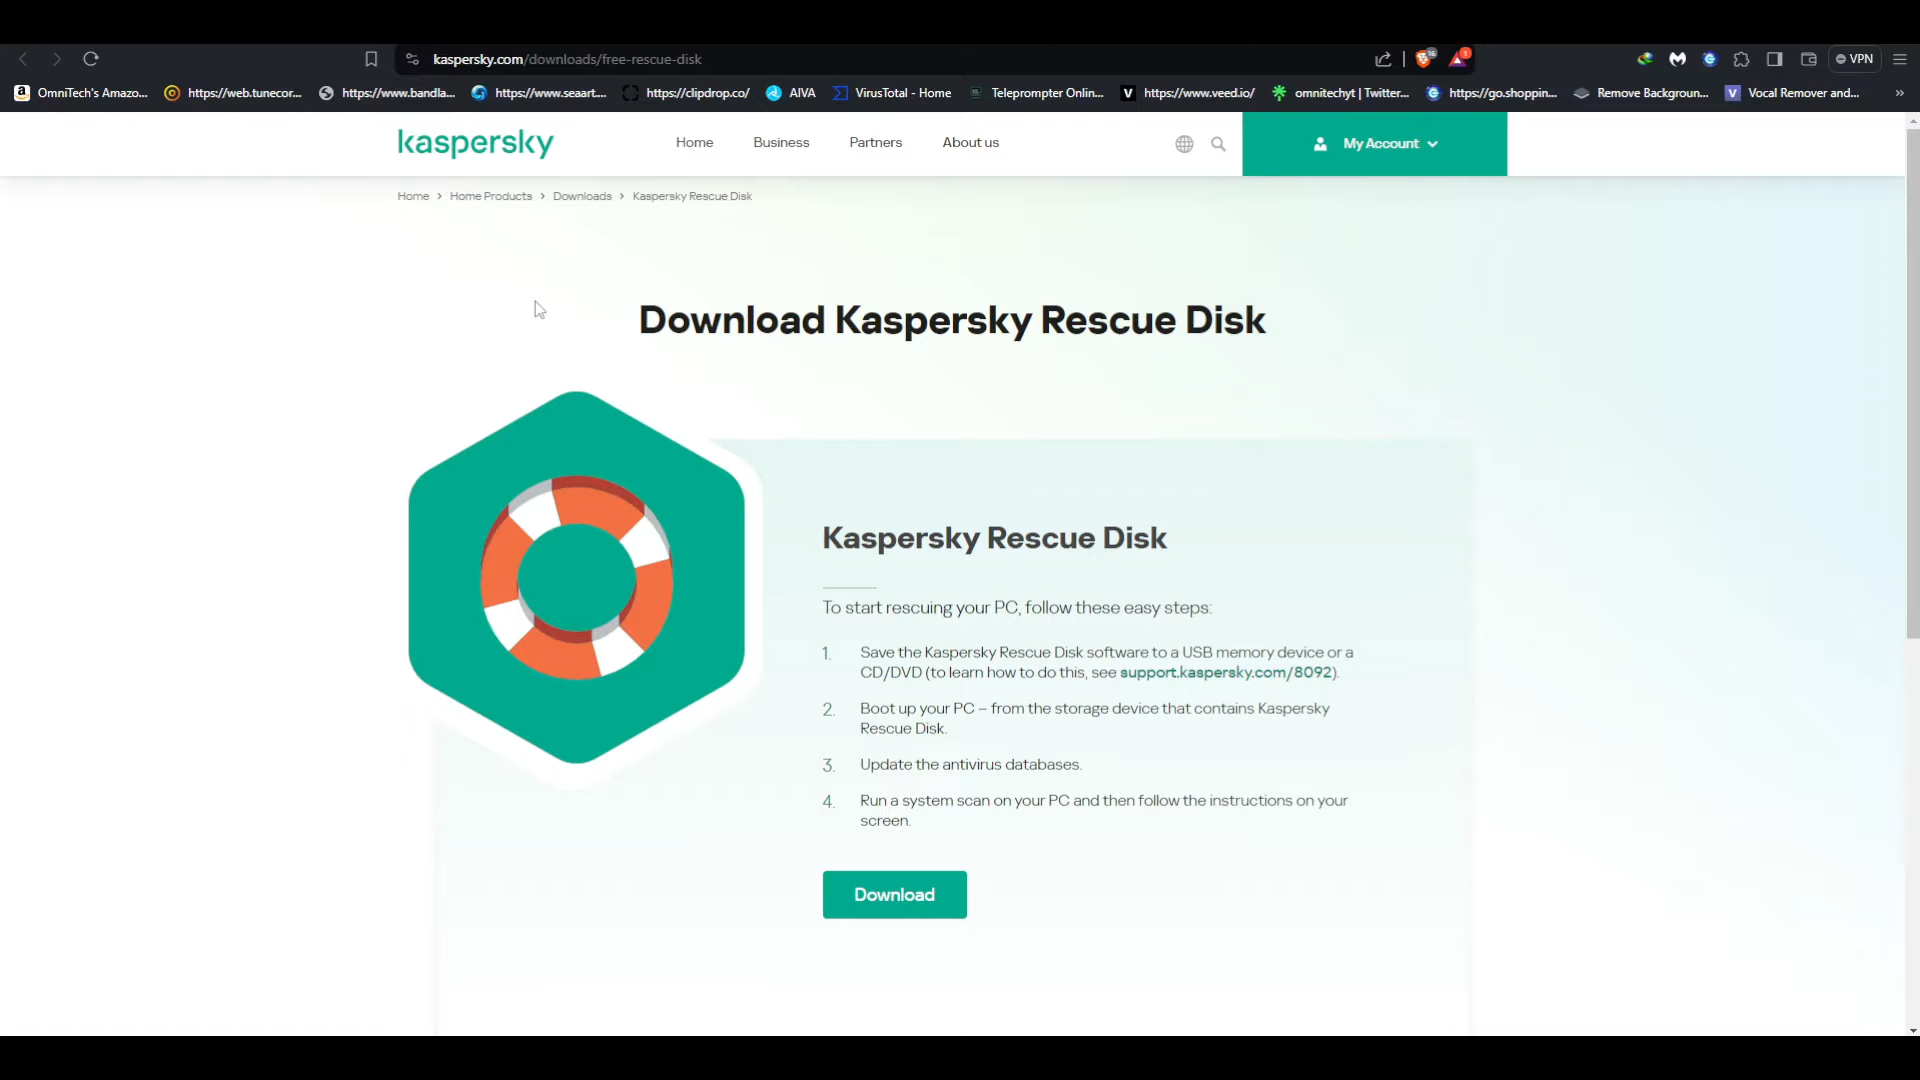 kaspersky.com/downloads/free-rescue-disk
16
1
VPN
OmniTech's Amazo...
https://web.tunecor...
https://www.bandla...
https://www.seaart....
https://clipdrop.co/
AIVA
VirusTotal - Home
Teleprompter Onlin...
V
https://www.veed.io/
omnitechyt | Twitter...
https://go.shoppin...
Remove Backgroun...
V
Vocal Remover and...
»
kaspersky
Home
Business
Partners
About us
My Account
Home > Home Products > Downloads > Kaspersky Rescue Disk
Download Kaspersky Rescue Disk
Kaspersky Rescue Disk
To start rescuing your PC, follow these easy steps:
1. Save the Kaspersky Rescue Disk software to a USB memory device or a
CD/DVD (to learn how to do this, see support.kaspersky.com/8092).
2. Boot up your PC – from the storage device that contains Kaspersky
Rescue Disk.
3. Update the antivirus databases.
4. Run a system scan on your PC and then follow the instructions on your
screen.
Download